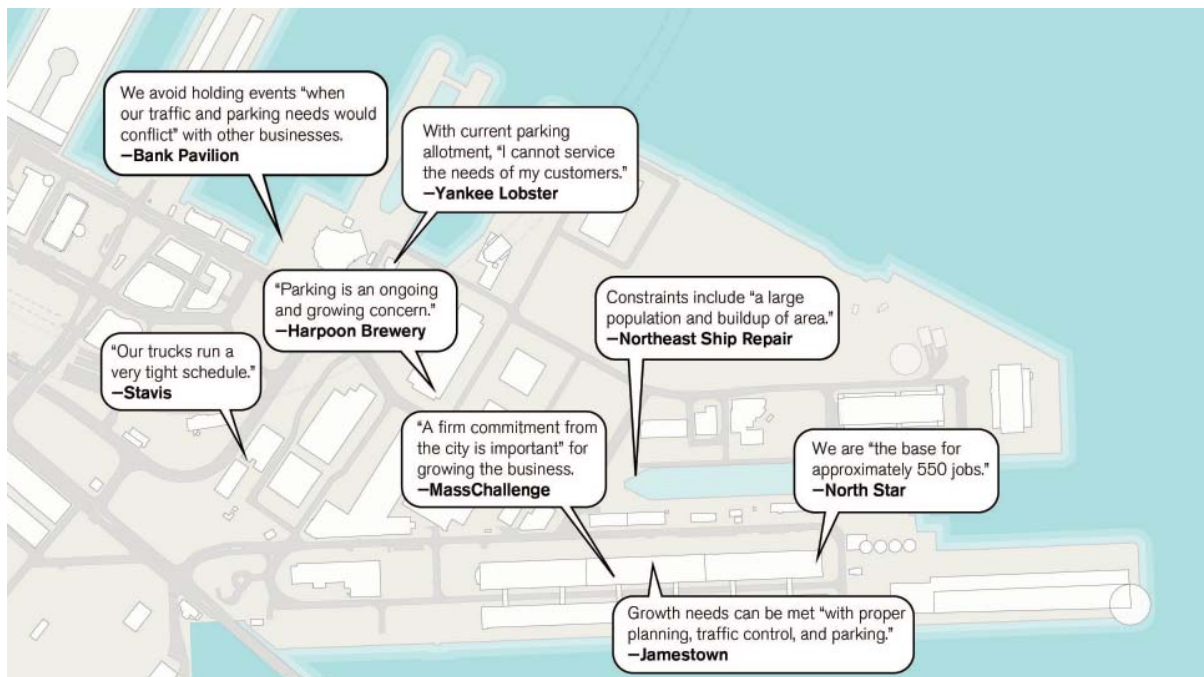 We avoid holding events “when
our traffic and parking needs would
conflict” with other businesses.
—Bank Pavilion
With current parking
allotment, “I cannot service
the needs of my customers.”
—Yankee Lobster
“Parking is an ongoing
and growing concern.”
—Harpoon Brewery
Constraints include “a large
population and buildup of area.”
—Northeast Ship Repair
“Our trucks run a
very tight schedule.”
—Stavis
“A firm commitment from
the city is important” for
growing the business.
—MassChallenge
We are “the base for
approximately 550 jobs.”
—North Star
Growth needs can be met “with proper
planning, traffic control, and parking.”
—Jamestown